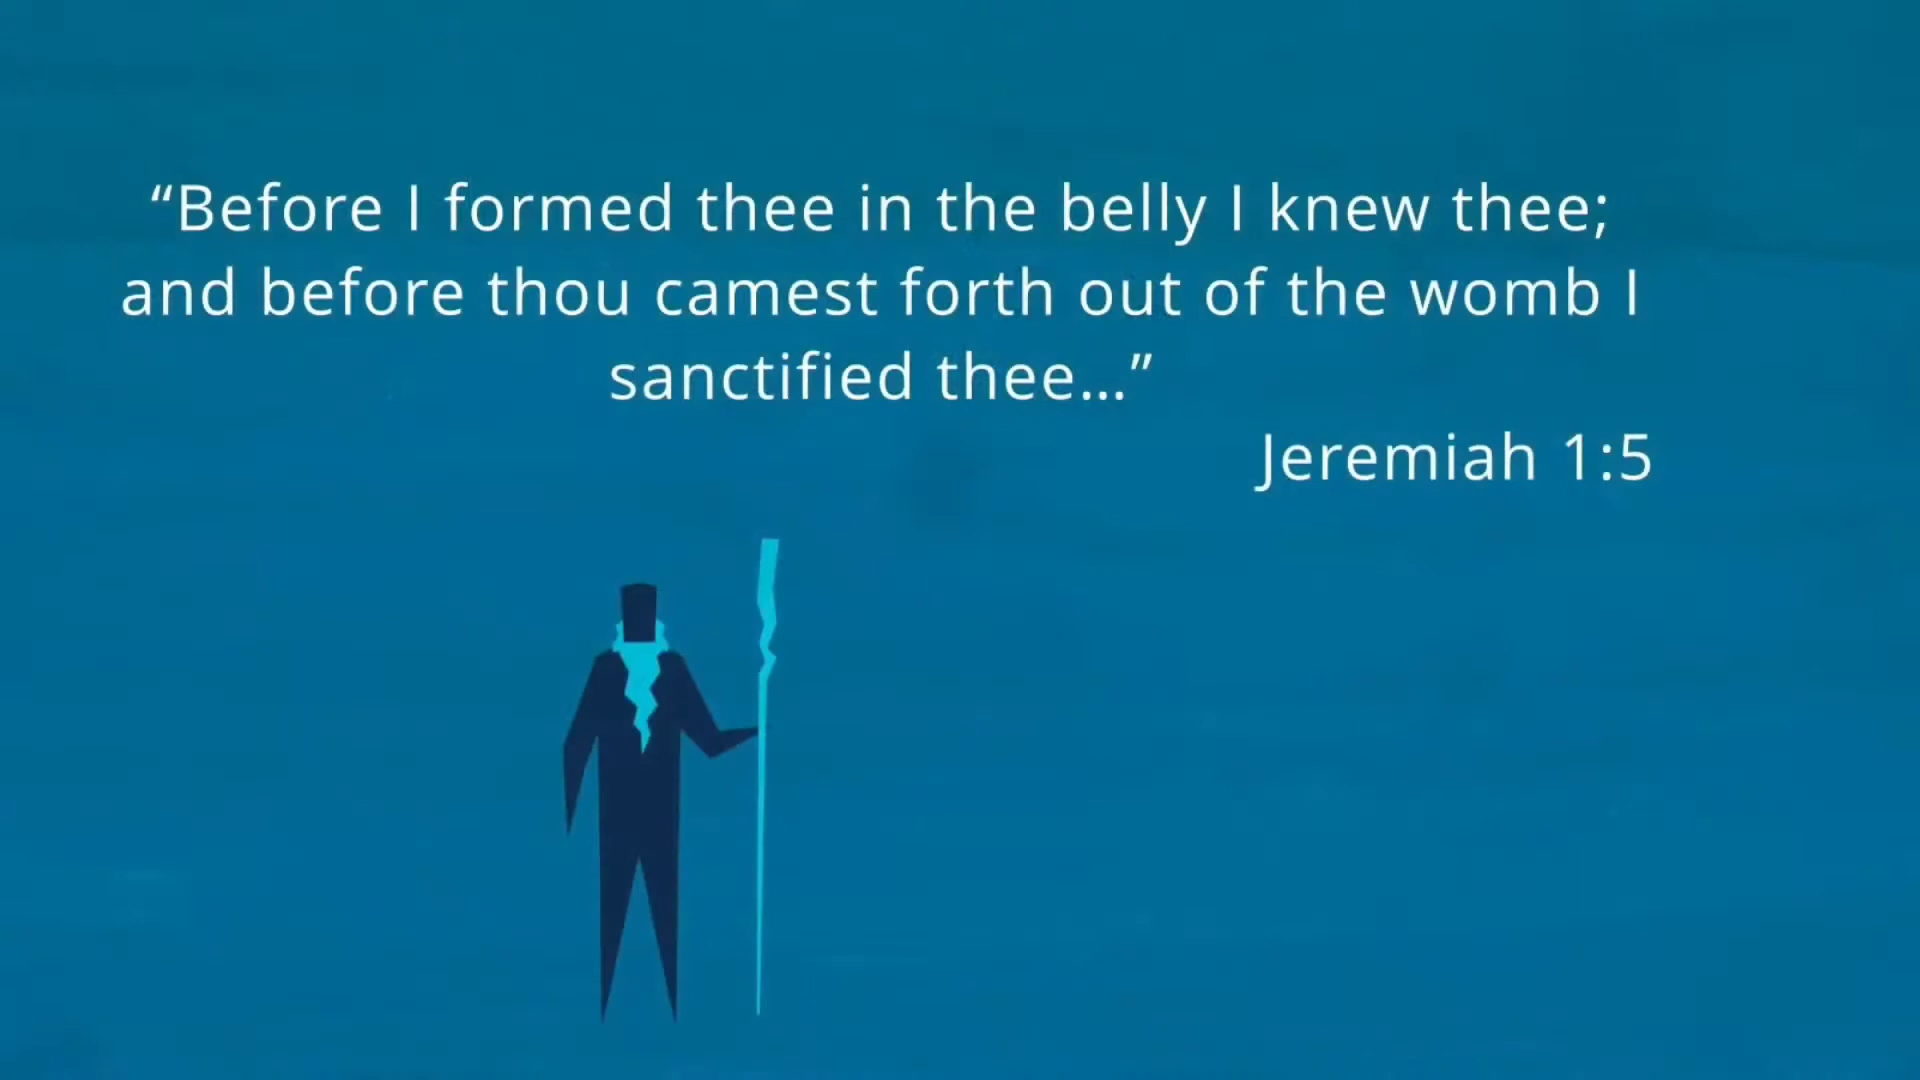 “Before I formed thee in the belly I knew thee;
and before thou camest forth out of the womb I
sanctified thee...”
Jeremiah 1:5